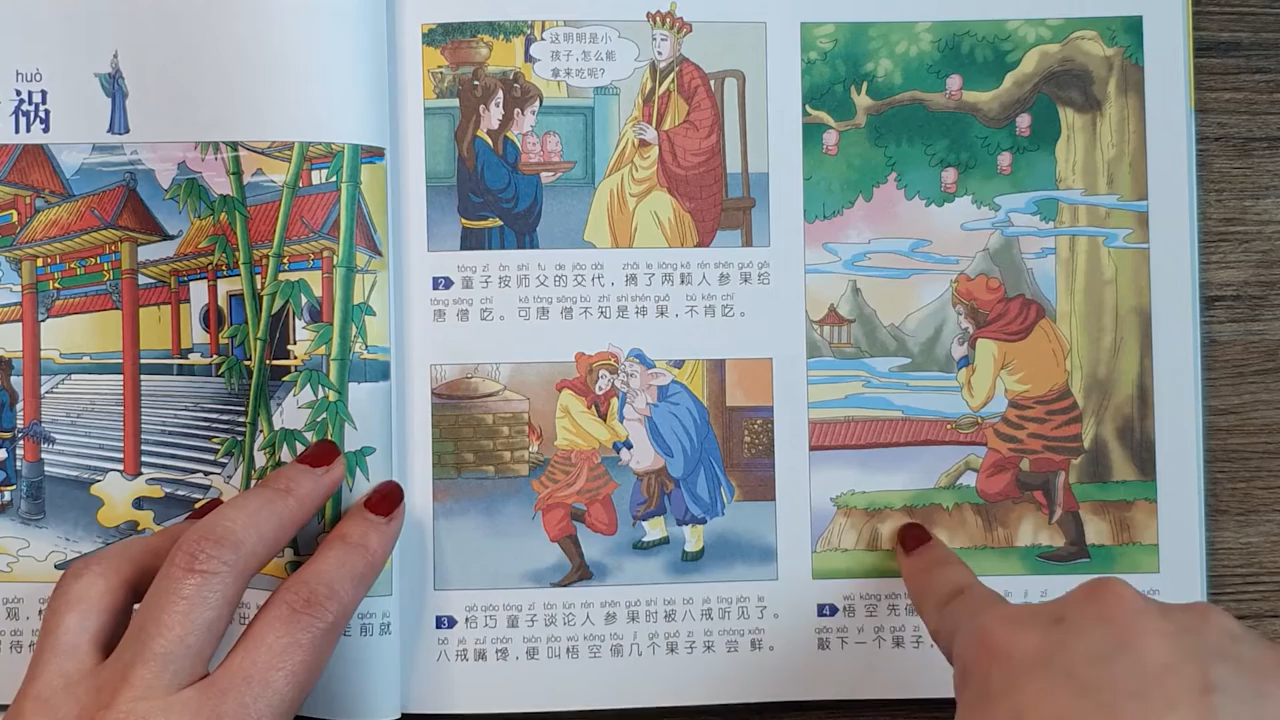 huò
祸
这明明是小
孩子,怎么能
拿来吃呢?
tóng zǐ àn shī fu de jiāo dài zhāi le liǎng kē rén shēn guǒ gěi
2 童子按师父的交代,摘了两颗人参果给
táng sēng chī kě táng sēng bù zhī shì shén guǒ bù kěn chī
唐僧吃。可唐僧不知是神果,不肯吃。
qià qiǎo tóng zǐ tán lùn rén shēn guǒ shí bèi bā jiè tīng jiàn le
3 恰巧童子谈论人参果时被八戒听见了。
bā jiè zuǐ chán biàn jiào wù kōng tōu jǐ gè guǒ zi lái cháng xiān
八戒嘴馋,便叫悟空偷几个果子来尝鲜。
guàn
观,
qián jiù
走前就
wù kōng xiān
4 悟空先偷
qiāo xià yí gè guǒ zi
敲下一个果子,